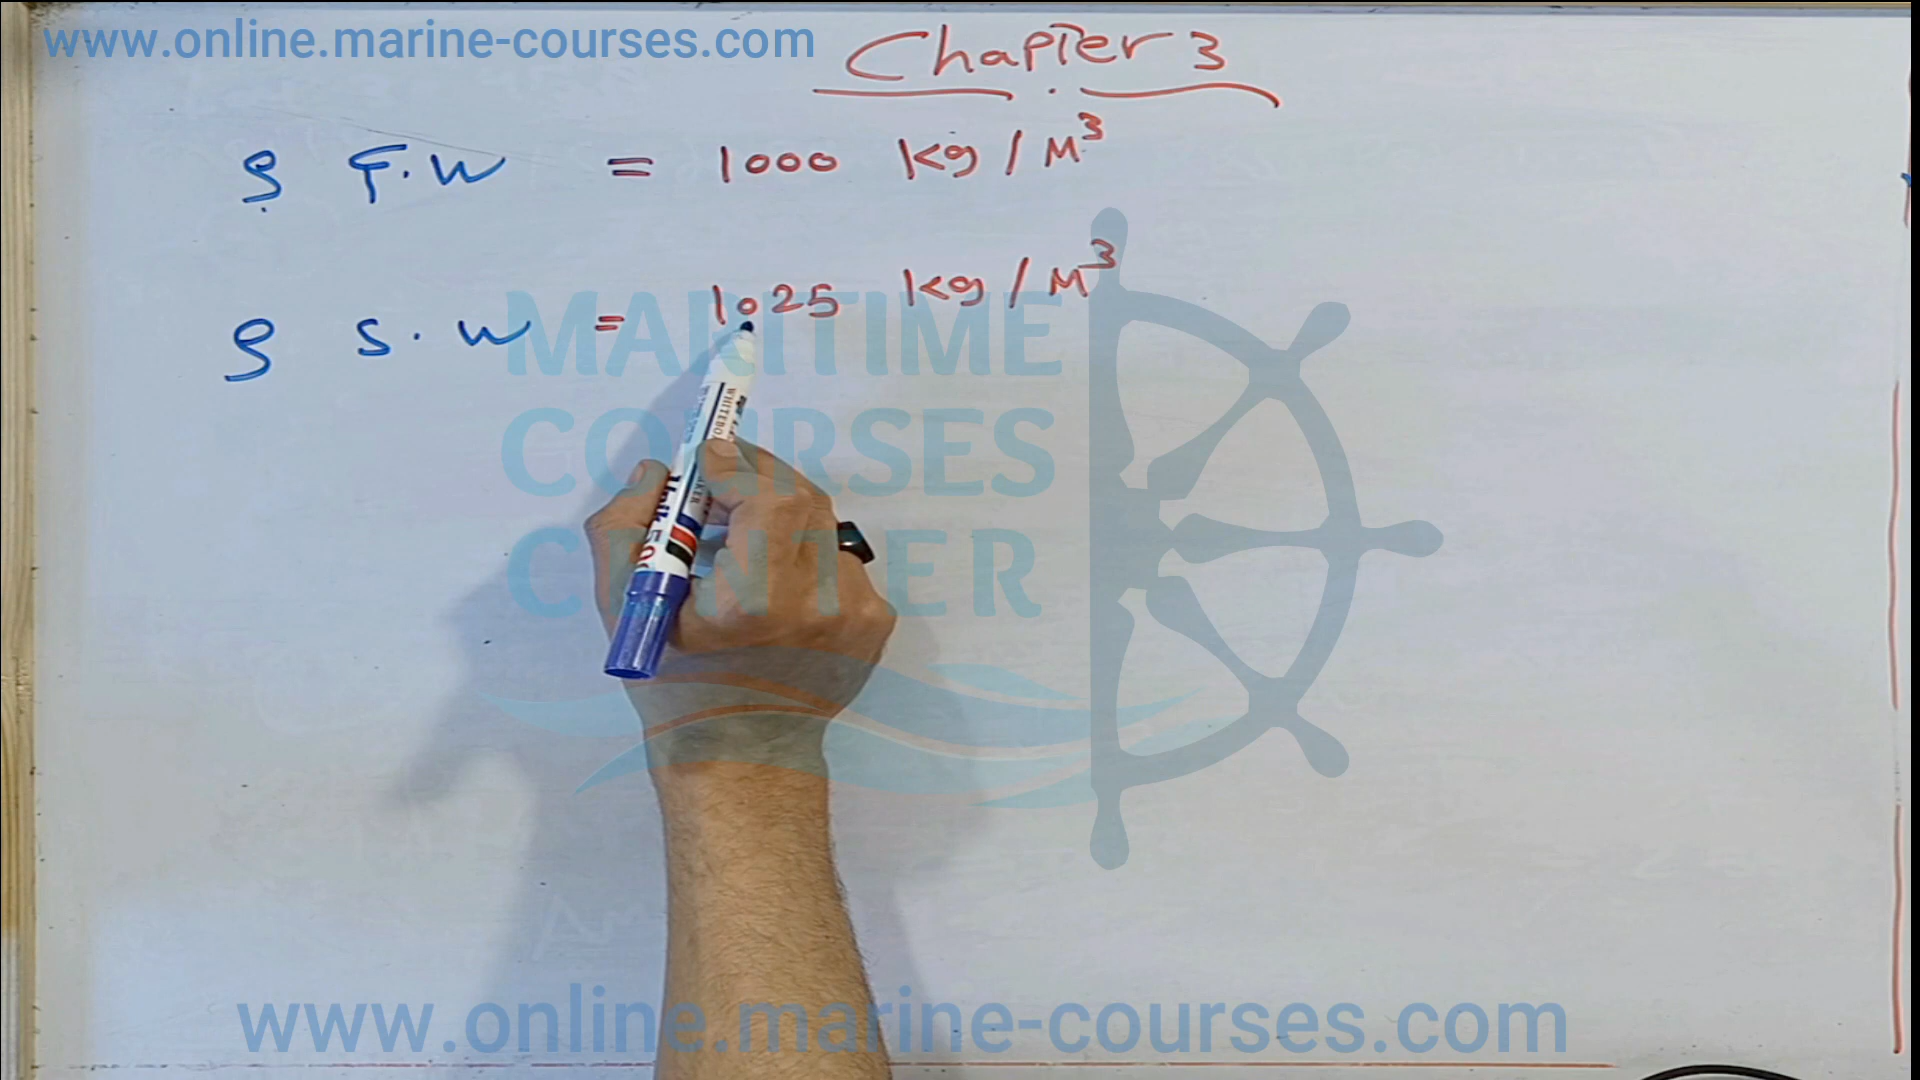 www.online.marine-courses.com
Chapter 3
ρ F.W = 1000 kg/M³
ρ S.W = 1025 kg/M³
MARITIME
COURSES
CENTER
www.online.marine-courses.com